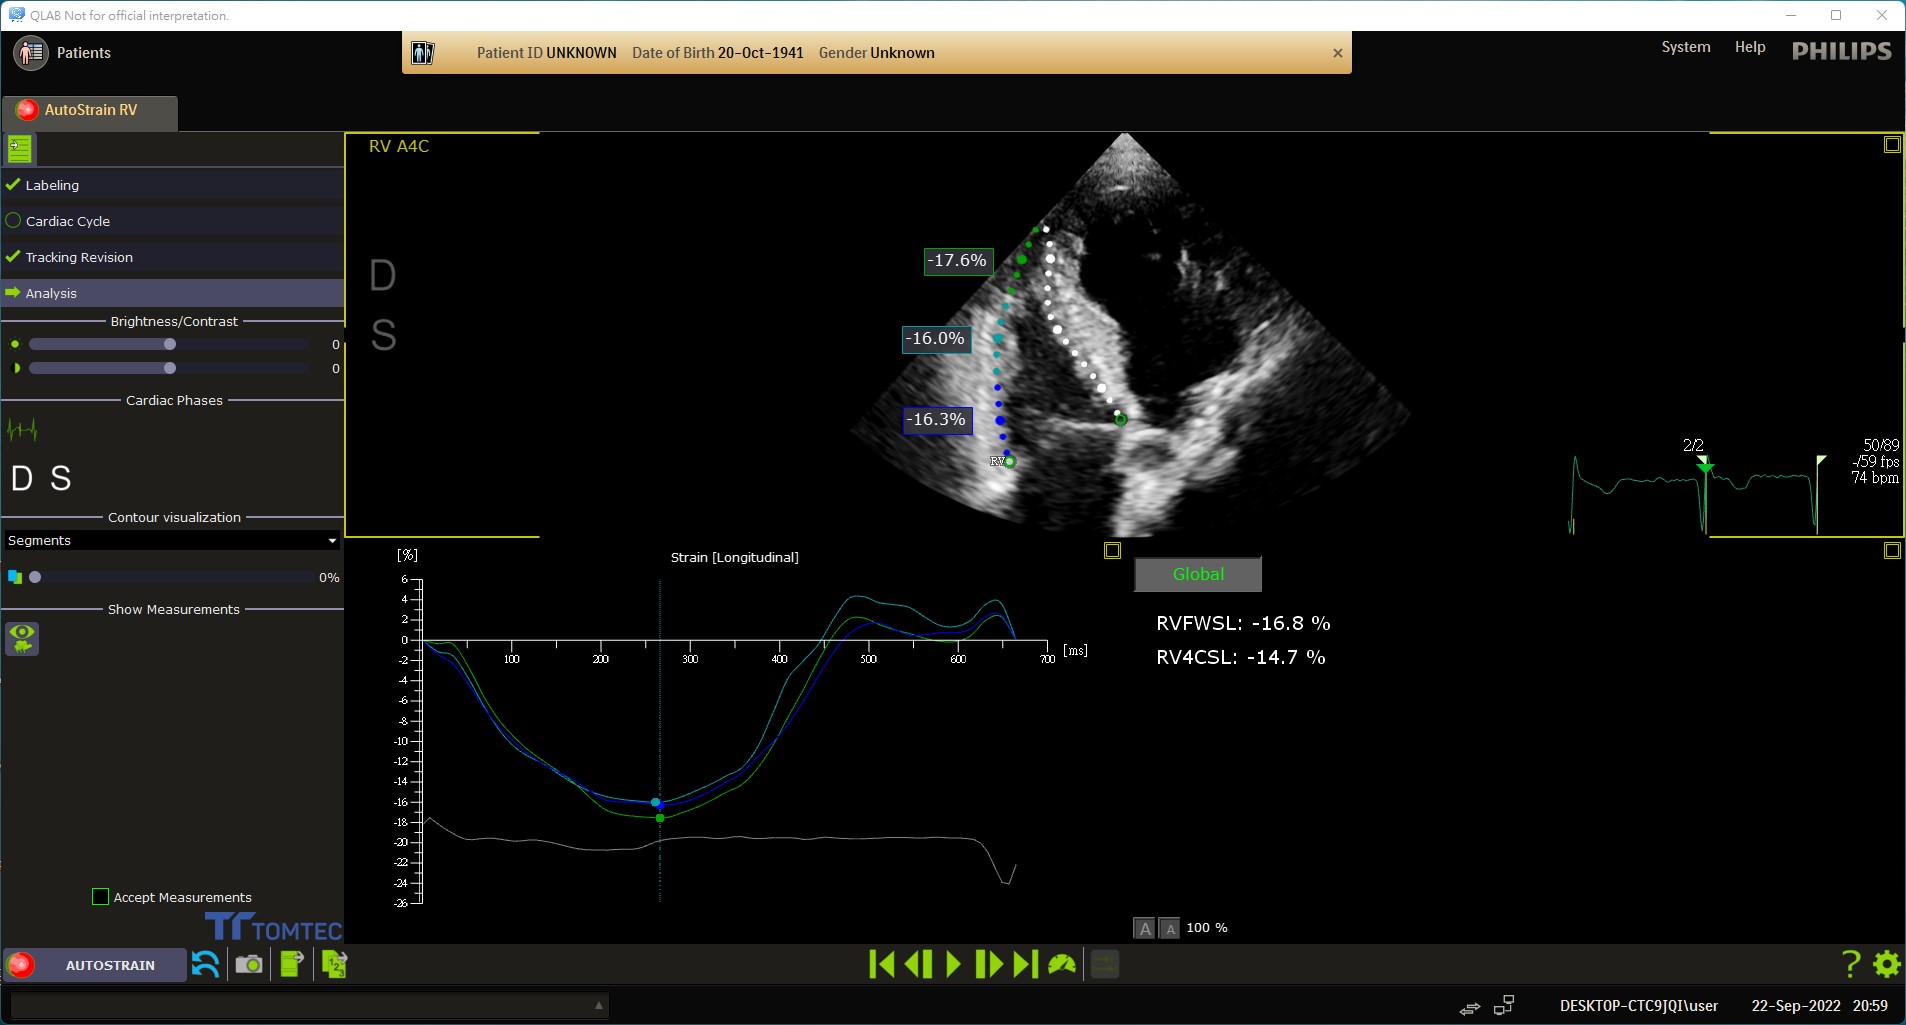 QLAB Not for official interpretation.
Patients
Patient ID UNKNOWN Date of Birth 20-Oct-1941 Gender Unknown
System Help PHILIPS
AutoStrain RV
RV A4C
Labeling
Cardiac Cycle
Tracking Revision
Analysis
Brightness/Contrast
0
0
Cardiac Phases
D S
Contour visualization
Segments
0%
Show Measurements
Accept Measurements
TOMTEC
D
S
-17.6%
-16.0%
-16.3%
RV
2/2
50/89
-/59 fps
74 bpm
[%]
Strain [Longitudinal]
6
4
2
0
-2
-4
-6
-8
-10
-12
-14
-16
-18
-20
-22
-24
-26
100 200 300 400 500 600 700 [ms]
Global
RVFWSL: -16.8 %
RV4CSL: -14.7 %
A A 100 %
AUTOSTRAIN
1 2 3
?
DESKTOP-CTC9JQI\user 22-Sep-2022 20:59